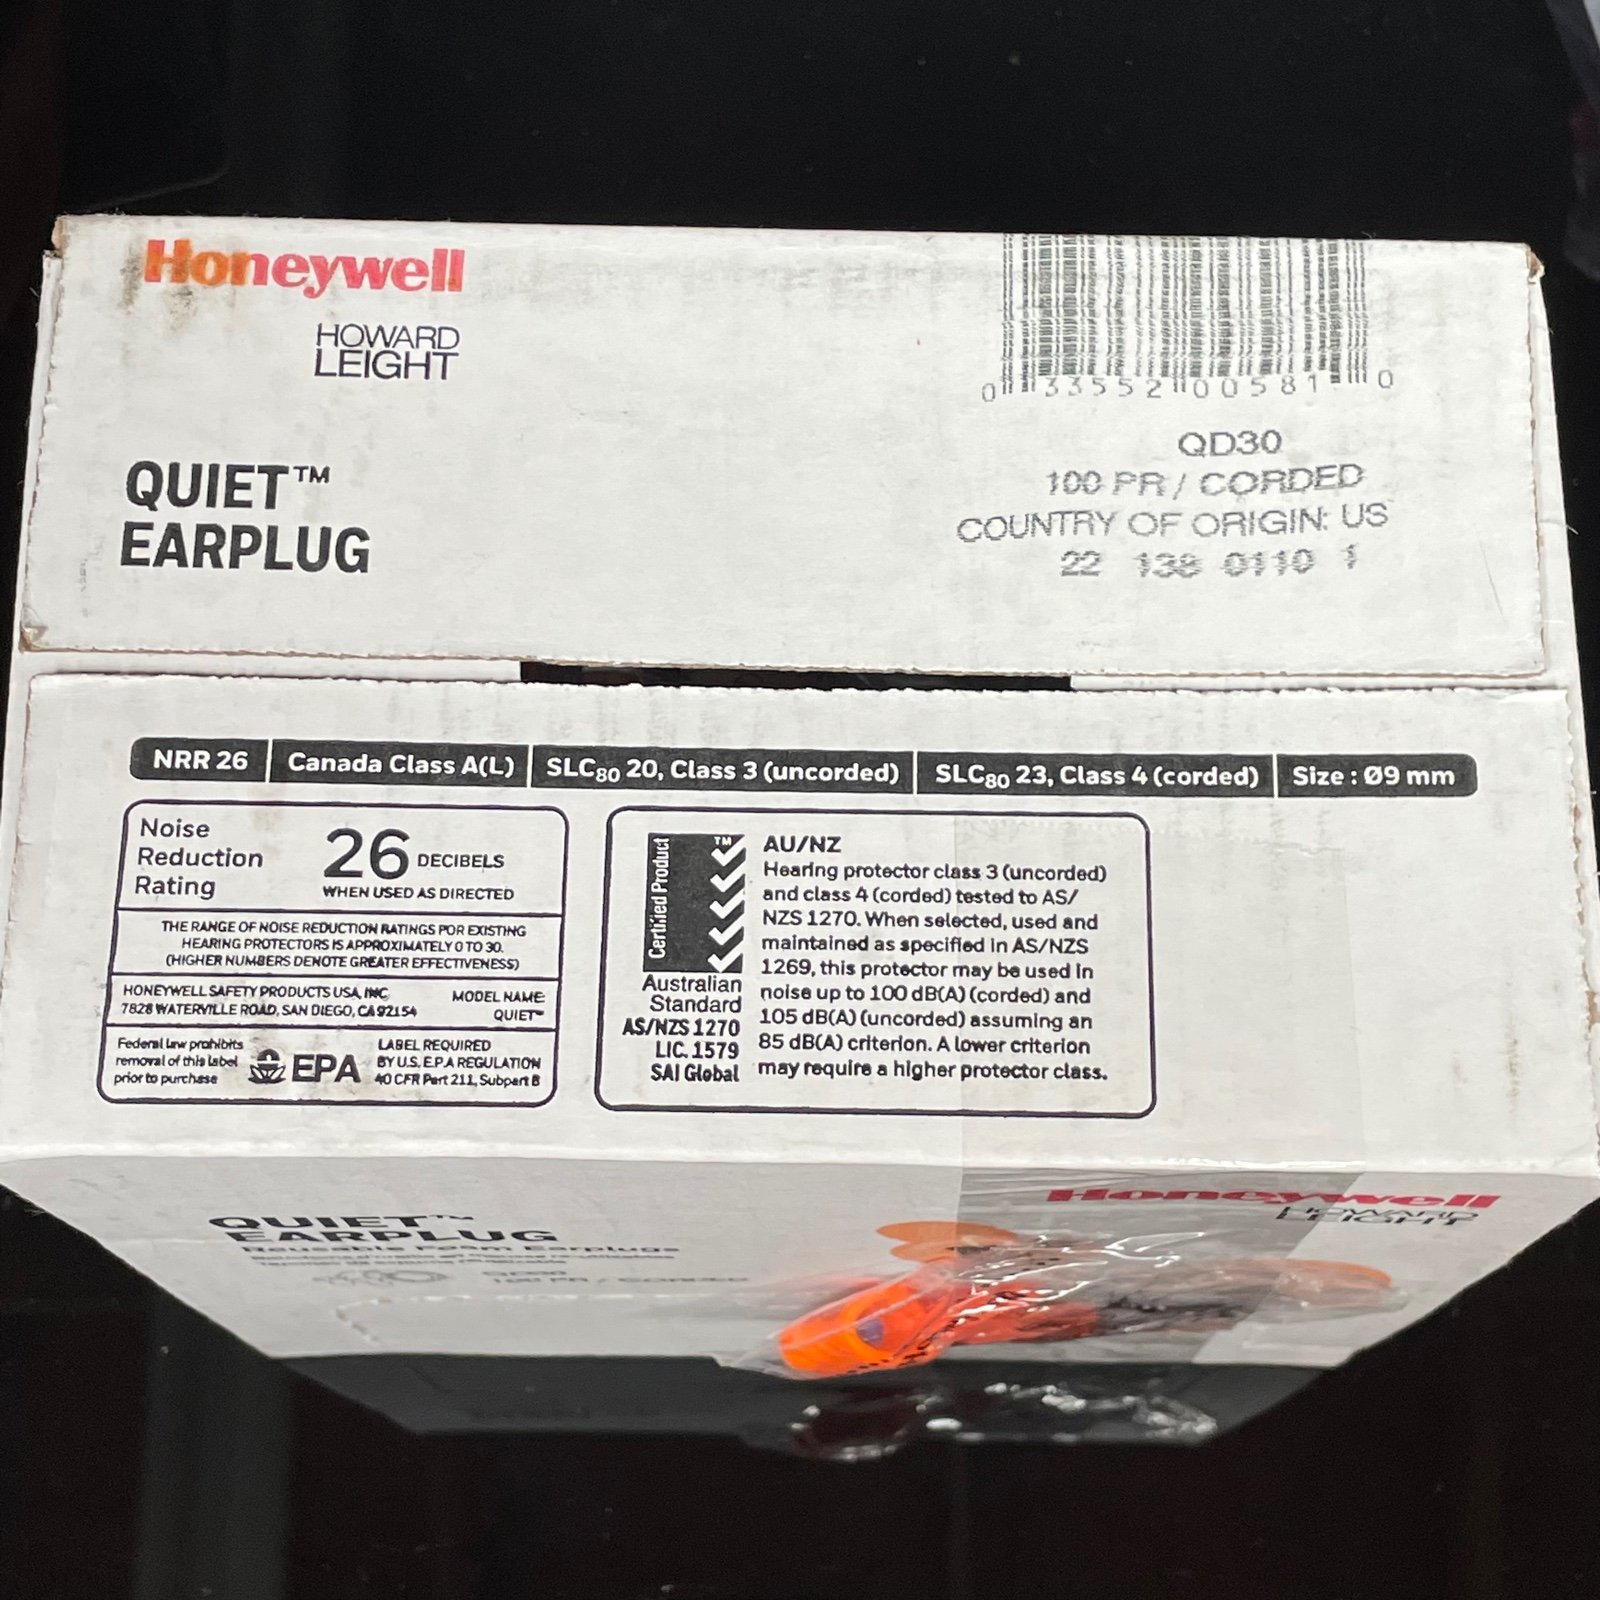 Honeywell
HOWARD
LEIGHT
QUIET™
EARPLUG
0 33552 00581 0
QD30
100 PR / CORDED
COUNTRY OF ORIGIN: US
22 138 0110 1
NRR 26
Canada Class A(L)
SLC80 20, Class 3 (uncorded)
SLC80 23, Class 4 (corded)
Size : Ø9 mm
Noise
Reduction
Rating
26 DECIBELS
WHEN USED AS DIRECTED
THE RANGE OF NOISE REDUCTION RATINGS FOR EXISTING
HEARING PROTECTORS IS APPROXIMATELY 0 TO 30.
(HIGHER NUMBERS DENOTE GREATER EFFECTIVENESS)
HONEYWELL SAFETY PRODUCTS USA, INC
7828 WATERVILLE ROAD, SAN DIEGO, CA 92154
MODEL NAME:
QUIET™
Federal law prohibits
removal of this label
prior to purchase
EPA
LABEL REQUIRED
BY U.S. E.P.A REGULATION
40 CFR Part 211, Subpart B
Certified Product
TM
Australian
Standard
AS/NZS 1270
LIC. 1579
SAI Global
AU/NZ
Hearing protector class 3 (uncorded)
and class 4 (corded) tested to AS/
NZS 1270. When selected, used and
maintained as specified in AS/NZS
1269, this protector may be used in
noise up to 100 dB(A) (corded) and
105 dB(A) (uncorded) assuming an
85 dB(A) criterion. A lower criterion
may require a higher protector class.
Honeywell
HOWARD
LEIGHT
QUIET™
EARPLUG
Reusable Foam Earplugs
QD30
100 PR / CORDED